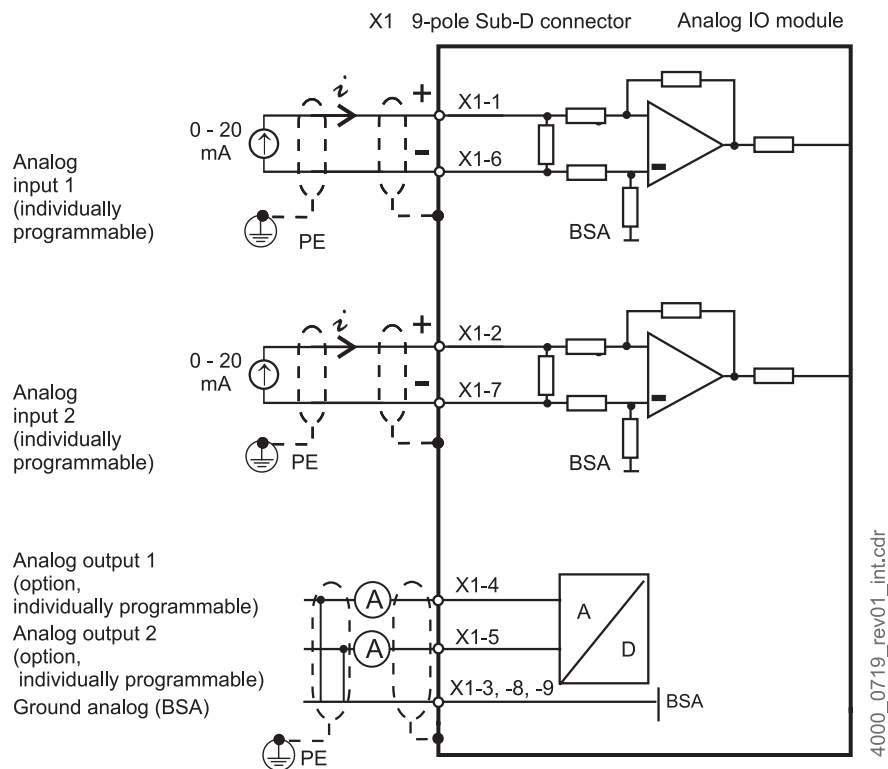 X1 9-pole Sub-D connector Analog IO module
i
+
X1-1
0 - 20
mA
-
X1-6
Analog
input 1
(individually
programmable)
PE
BSA
i
+
X1-2
0 - 20
mA
-
X1-7
Analog
input 2
(individually
programmable)
PE
BSA
Analog output 1
(option,
individually programmable)
A
X1-4
A
D
Analog output 2
(option,
individually programmable)
A
X1-5
Ground analog (BSA)
X1-3, -8, -9
BSA
PE
4000_0719_rev01_int.cdr